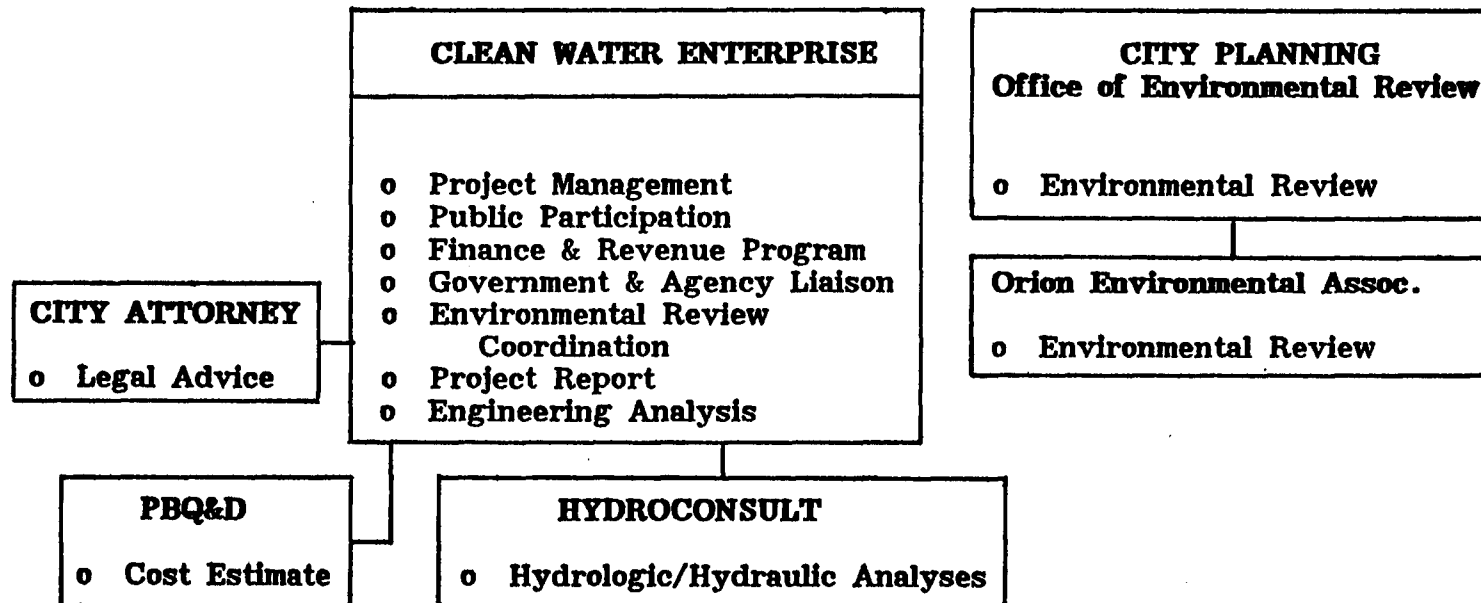 CLEAN WATER ENTERPRISE
o Project Management
o Public Participation
o Finance & Revenue Program
o Government & Agency Liaison
o Environmental Review
Coordination
o Project Report
o Engineering Analysis
CITY PLANNING
Office of Environmental Review
o Environmental Review
Orion Environmental Assoc.
o Environmental Review
CITY ATTORNEY
o Legal Advice
PBQ&D
o Cost Estimate
HYDROCONSULT
o Hydrologic/Hydraulic Analyses